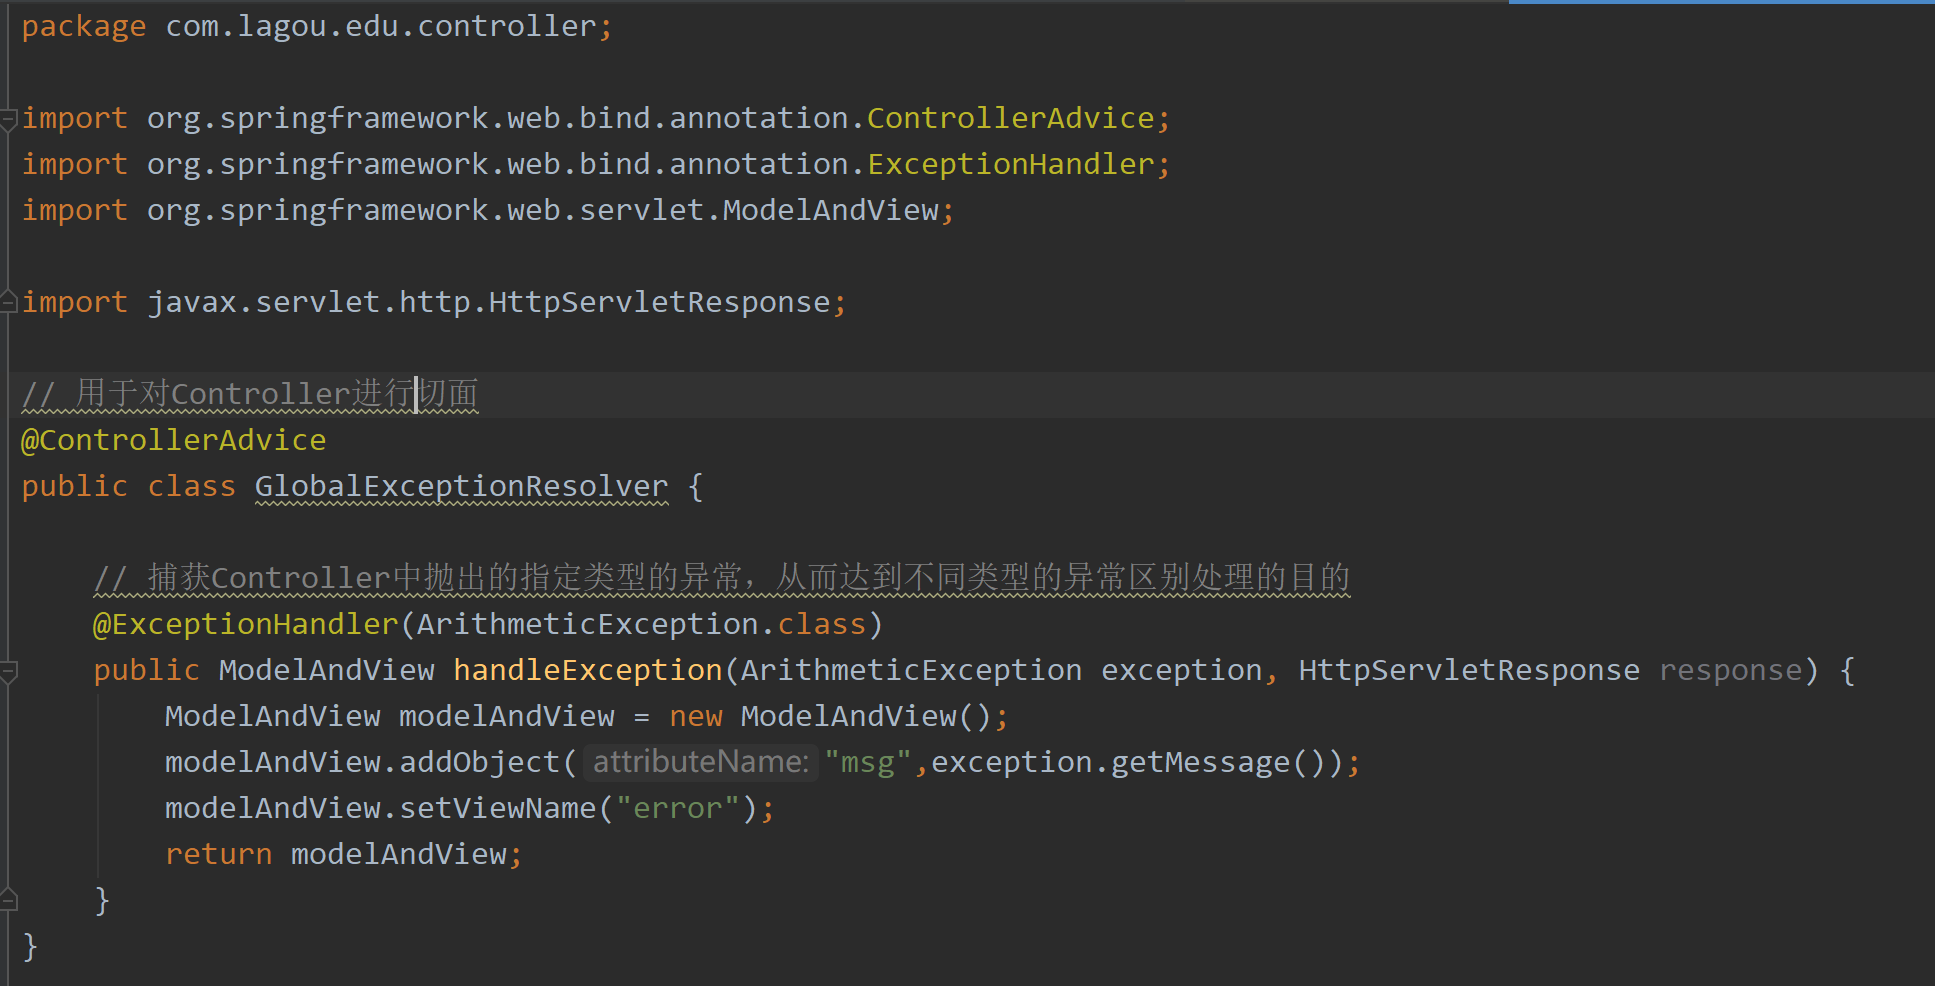 package com.lagou.edu.controller;
import org.springframework.web.bind.annotation.ControllerAdvice;
import org.springframework.web.bind.annotation.ExceptionHandler;
import org.springframework.web.servlet.ModelAndView;
import javax.servlet.http.HttpServletResponse;
// 用于对Controller进行切面
@ControllerAdvice
public class GlobalExceptionResolver {
// 捕获Controller中抛出的指定类型的异常，从而达到不同类型的异常区别处理的目的
@ExceptionHandler(ArithmeticException.class)
public ModelAndView handleException(ArithmeticException exception, HttpServletResponse response) {
ModelAndView modelAndView = new ModelAndView();
modelAndView.addObject( attributeName: "msg",exception.getMessage());
modelAndView.setViewName("error");
return modelAndView;
}
}